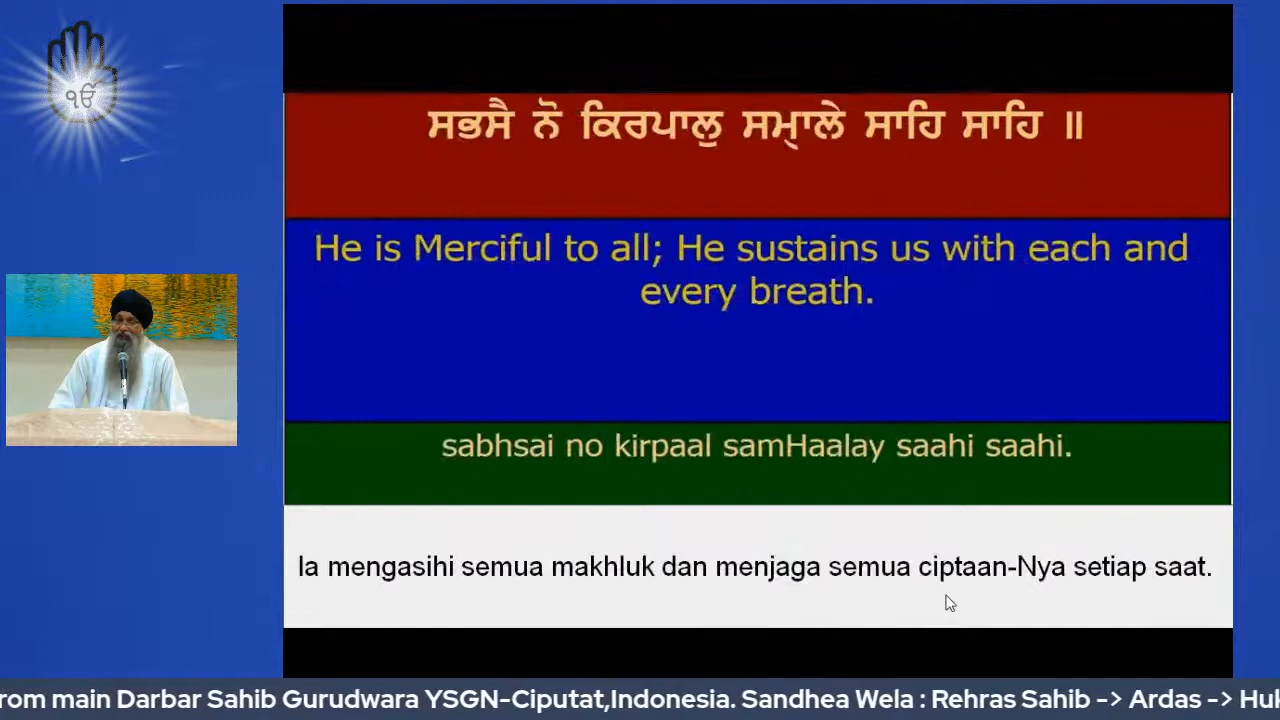 ੴ
ਸਭਸੈ ਨੋ ਕਿਰਪਾਲੁ ਸਮ੍ਹਾਲੇ ਸਾਹਿ ਸਾਹਿ ॥
He is Merciful to all; He sustains us with each and
every breath.
sabhsai no kirpaal samHaalay saahi saahi.
Ia mengasihi semua makhluk dan menjaga semua ciptaan-Nya setiap saat.
rom main Darbar Sahib Gurudwara YSGN-Ciputat,Indonesia. Sandhea Wela : Rehras Sahib -> Ardas -> Huk